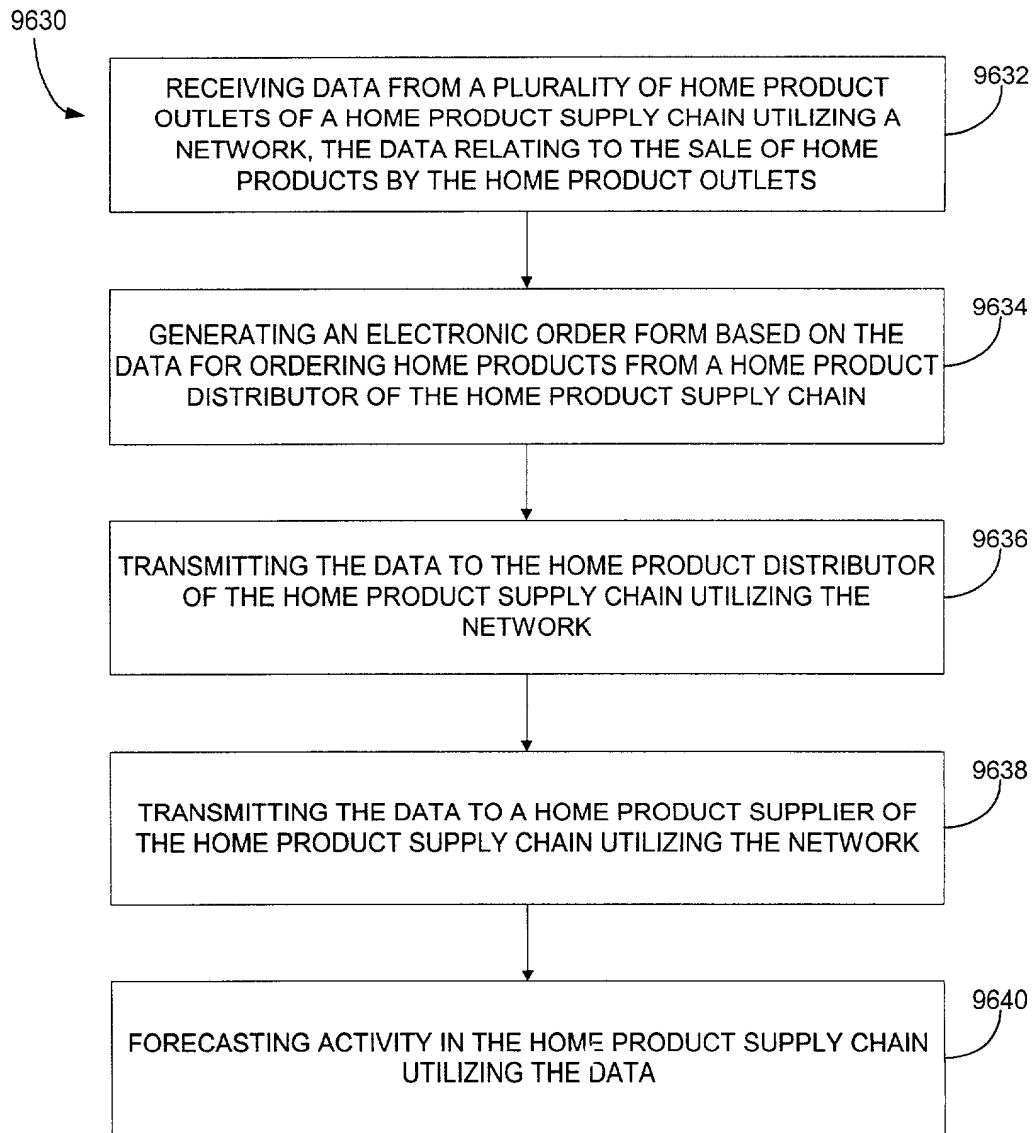 9630
9632
RECEIVING DATA FROM A PLURALITY OF HOME PRODUCT
OUTLETS OF A HOME PRODUCT SUPPLY CHAIN UTILIZING A
NETWORK, THE DATA RELATING TO THE SALE OF HOME
PRODUCTS BY THE HOME PRODUCT OUTLETS
9634
GENERATING AN ELECTRONIC ORDER FORM BASED ON THE
DATA FOR ORDERING HOME PRODUCTS FROM A HOME PRODUCT
DISTRIBUTOR OF THE HOME PRODUCT SUPPLY CHAIN
9636
TRANSMITTING THE DATA TO THE HOME PRODUCT DISTRIBUTOR
OF THE HOME PRODUCT SUPPLY CHAIN UTILIZING THE
NETWORK
9638
TRANSMITTING THE DATA TO A HOME PRODUCT SUPPLIER OF
THE HOME PRODUCT SUPPLY CHAIN UTILIZING THE NETWORK
9640
FORECASTING ACTIVITY IN THE HOME PRODUCT SUPPLY CHAIN
UTILIZING THE DATA